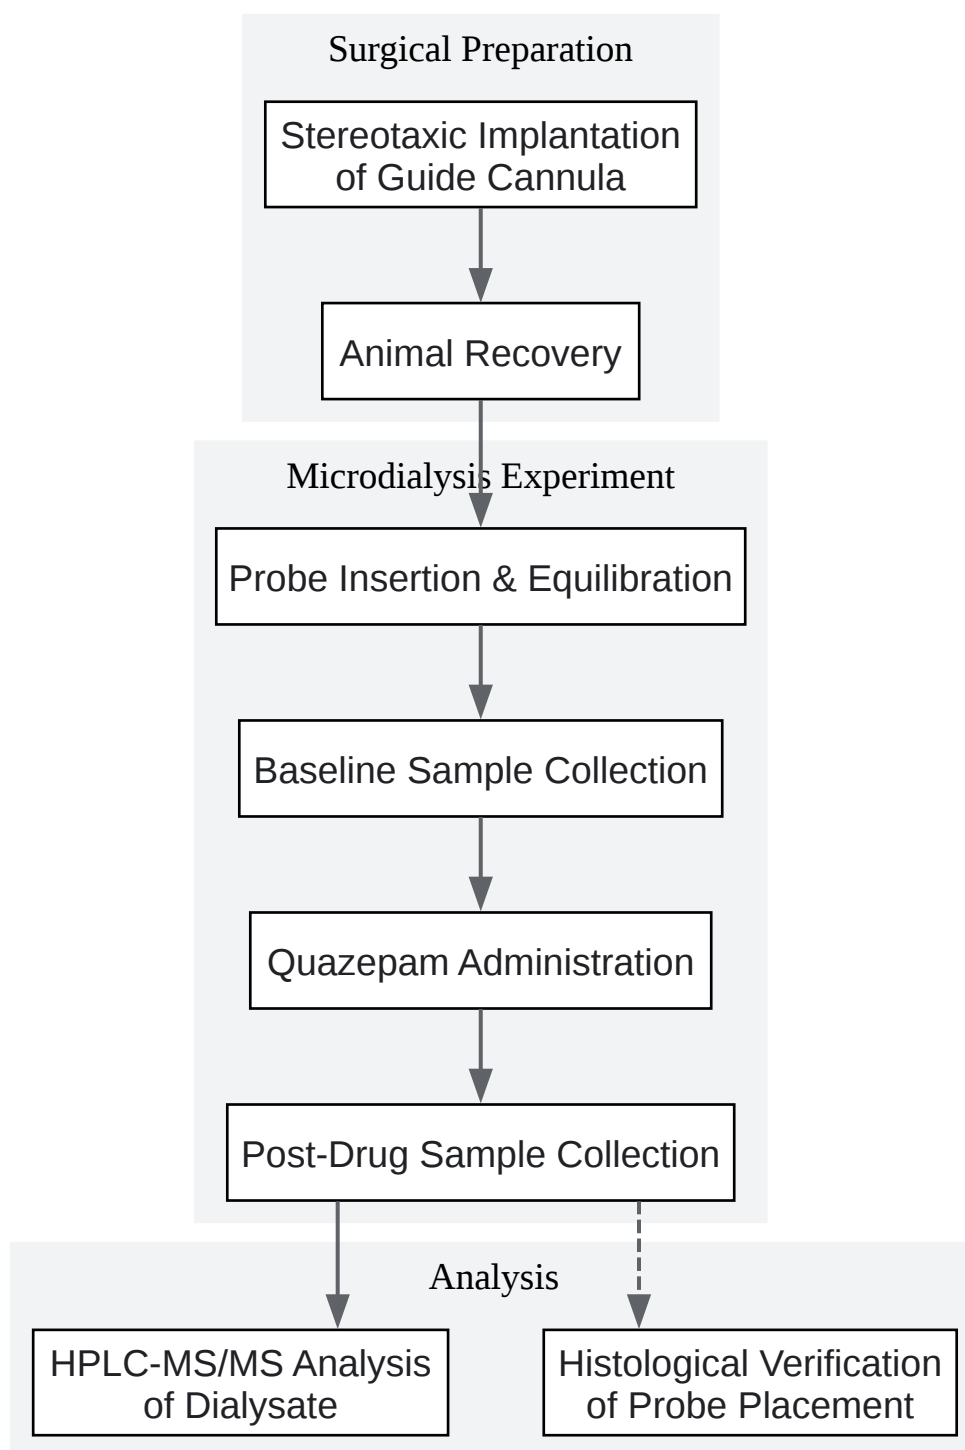 Surgical Preparation
Stereotaxic Implantation
of Guide Cannula
Animal Recovery
Microdialysis Experiment
Probe Insertion & Equilibration
Baseline Sample Collection
Quazepam Administration
Post-Drug Sample Collection
Analysis
HPLC-MS/MS Analysis
of Dialysate
Histological Verification
of Probe Placement